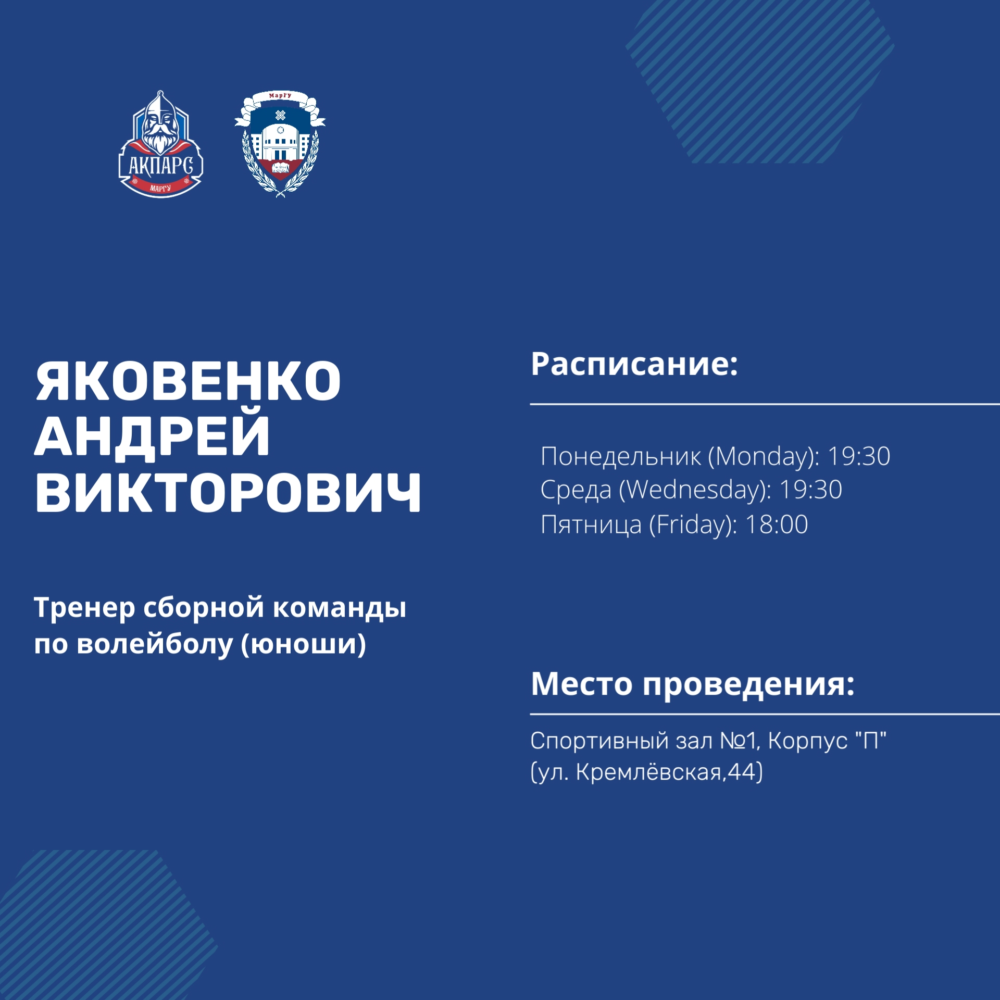 АКПАРС
МАРГУ
МарГУ
ЯКОВЕНКО
АНДРЕЙ
ВИКТОРОВИЧ
Тренер сборной команды
по волейболу (юноши)
Расписание:
Понедельник (Monday): 19:30
Среда (Wednesday): 19:30
Пятница (Friday): 18:00
Место проведения:
Спортивный зал №1, Корпус "П"
(ул. Кремлёвская,44)